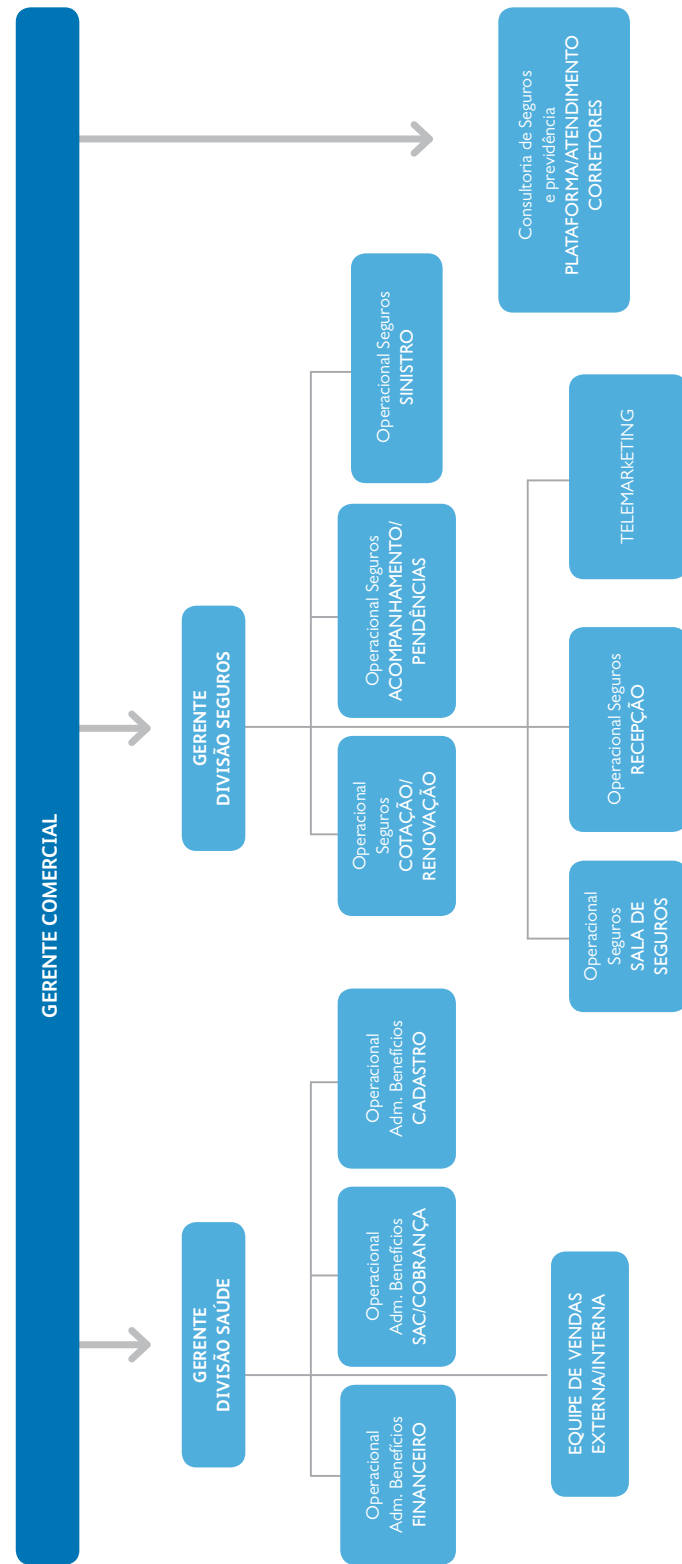 GERENTE COMERCIAL
GERENTE
DIVISÃO SAÚDE
GERENTE
DIVISÃO SEGUROS
Operacional
Adm. Benefícios
FINANCEIRO
Operacional
Adm. Benefícios
SAC/COBRANÇA
Operacional
Adm. Benefícios
CADASTRO
Operacional
Seguros
COTAÇÃO/
RENOVAÇÃO
Operacional Seguros
ACOMPANHAMENTO/
PENDÊNCIAS
Operacional Seguros
SINISTRO
Consultoria de Seguros
e previdência
PLATAFORMA/ATENDIMENTO
CORRETORES
EQUIPE DE VENDAS
EXTERNA/INTERNA
Operacional
Seguros
SALA DE
SEGUROS
Operacional Seguros
RECEPÇÃO
TELEMARkETING